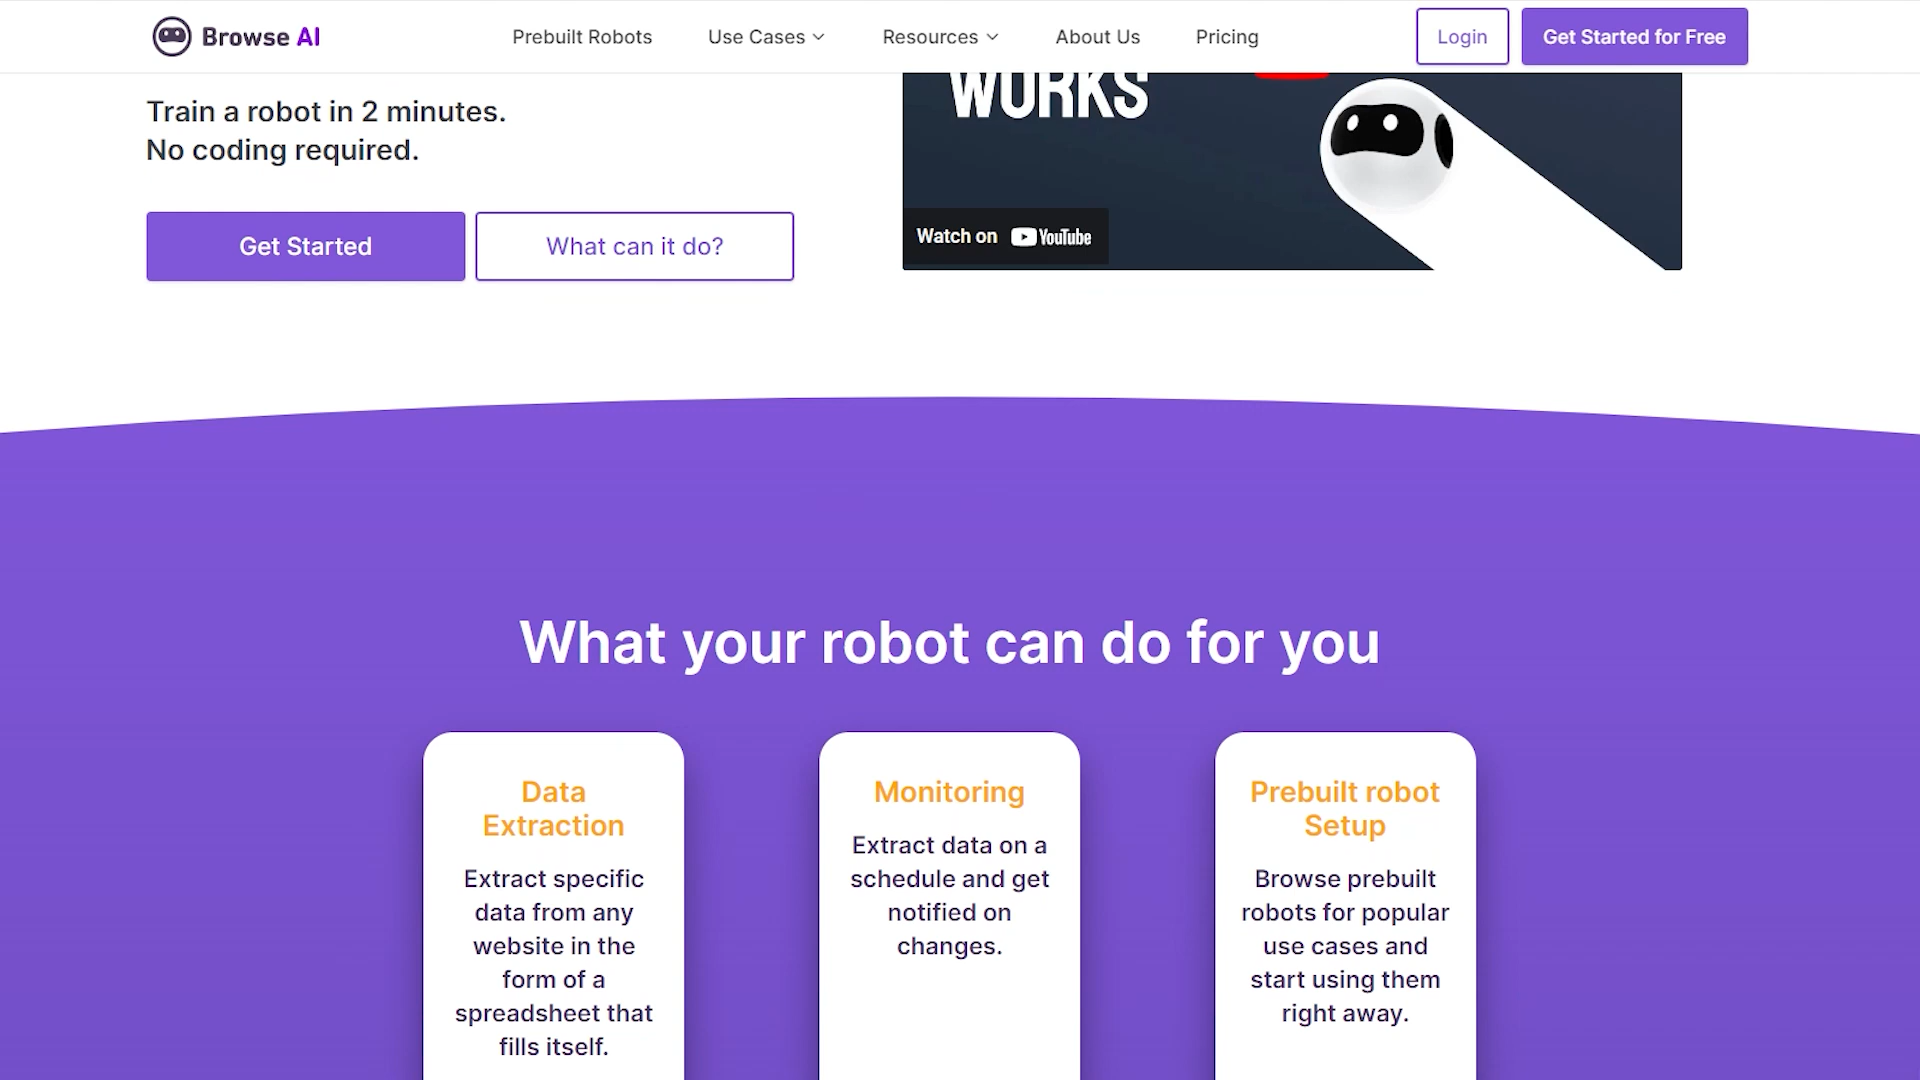 Browse AI
Prebuilt Robots
Use Cases
Resources
About Us
Pricing
Login
Get Started for Free
Train a robot in 2 minutes.
No coding required.
Get Started
What can it do?
WORKS
Watch on YouTube
What your robot can do for you
Data
Extraction
Extract specific
data from any
website in the
form of a
spreadsheet that
fills itself.
Monitoring
Extract data on a
schedule and get
notified on
changes.
Prebuilt robot
Setup
Browse prebuilt
robots for popular
use cases and
start using them
right away.